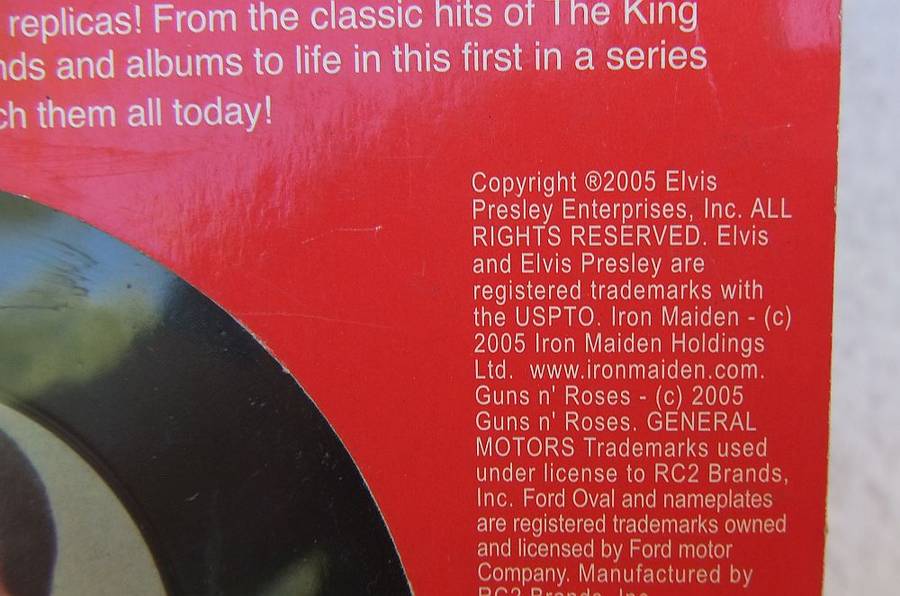 replicas! From the classic hits of The King
and albums to life in this first in a series
them all today!
Copyright ®2005 Elvis
Presley Enterprises, Inc. ALL
RIGHTS RESERVED. Elvis
and Elvis Presley are
registered trademarks with
the USPTO. Iron Maiden - (c)
2005 Iron Maiden Holdings
Ltd. www.ironmaiden.com.
Guns n' Roses - (c) 2005
Guns n' Roses. GENERAL
MOTORS Trademarks used
under license to RC2 Brands,
Inc. Ford Oval and nameplates
are registered trademarks owned
and licensed by Ford motor
Company. Manufactured by
RC2 Brands, Inc.